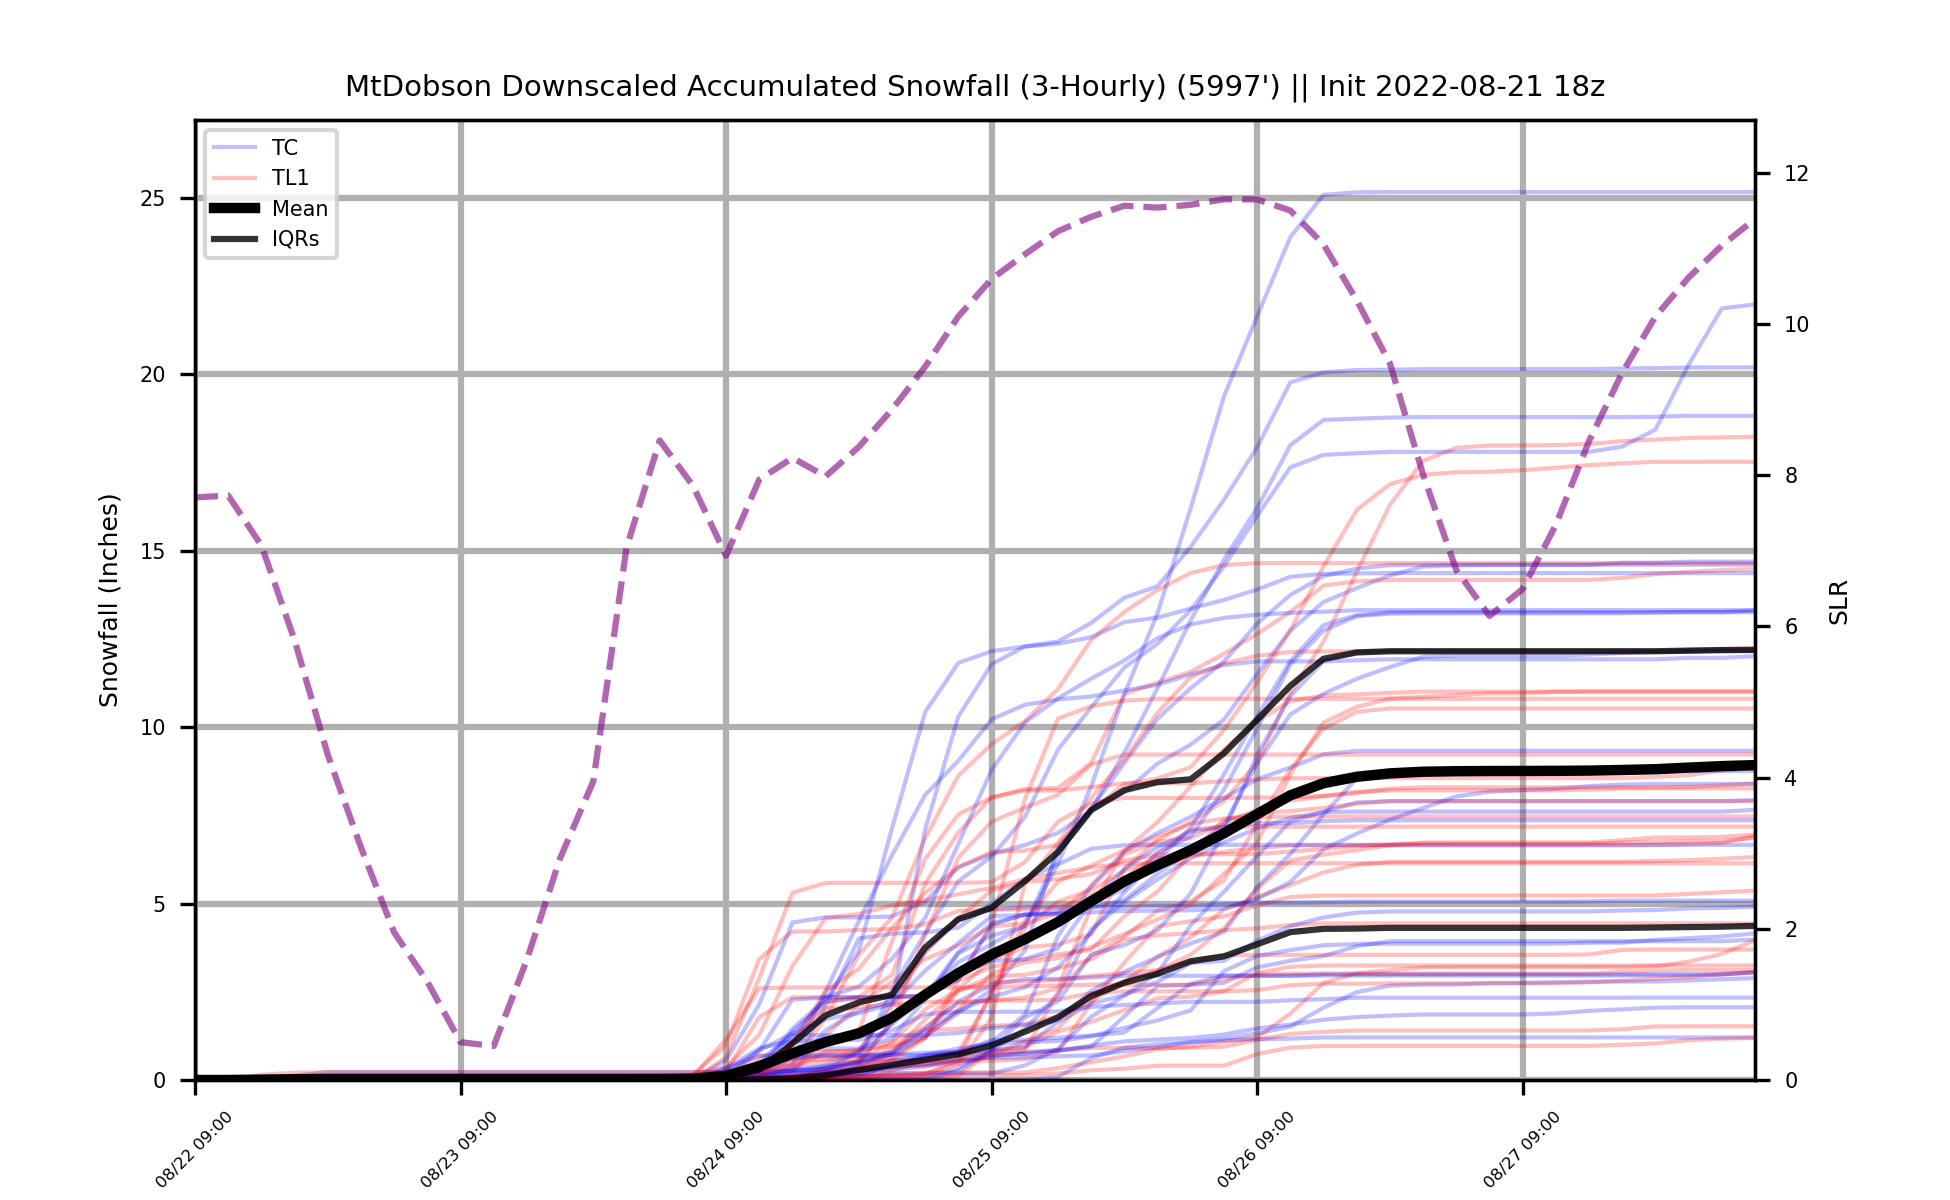 MtDobson Downscaled Accumulated Snowfall (3-Hourly) (5997') || Init 2022-08-21 18z
TC
TL1
Mean
IQRs
Snowfall (Inches)
25
20
15
10
5
0
12
10
8
6
4
2
0
SLR
08/22 09:00
08/23 09:00
08/24 09:00
08/25 09:00
08/26 09:00
08/27 09:00